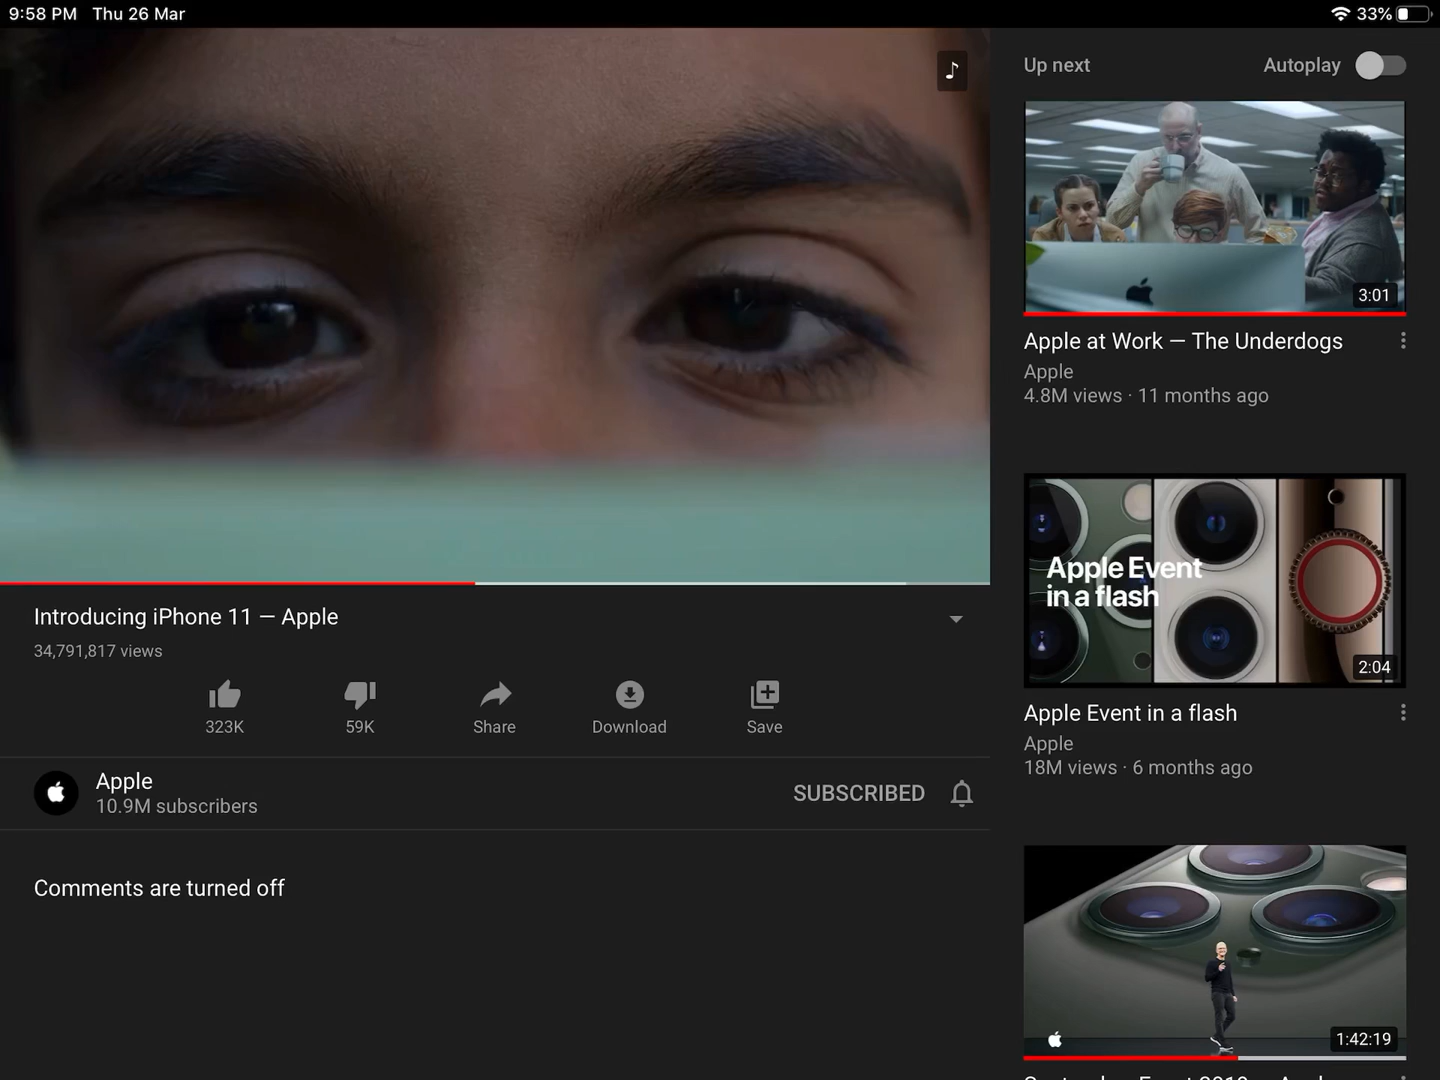 9:58 PM Thu 26 Mar
33%
Introducing iPhone 11 — Apple
34,791,817 views
323K
59K
Share
Download
Save
Apple
10.9M subscribers
SUBSCRIBED
Comments are turned off
Up next
Autoplay
3:01
Apple at Work — The Underdogs
Apple
4.8M views · 11 months ago
Apple Event
in a flash
2:04
Apple Event in a flash
Apple
18M views · 6 months ago
1:42:19